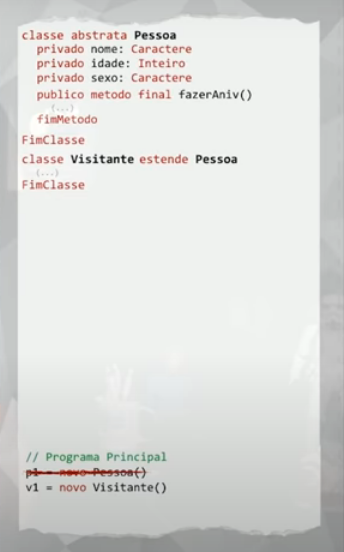 classe abstrata Pessoa
privado nome: Caractere
privado idade: Inteiro
privado sexo: Caractere
publico metodo final fazerAniv()
(...)
fimMetodo
FimClasse
classe Visitante estende Pessoa
(...)
FimClasse
// Programa Principal
p1 = novo Pessoa()
v1 = novo Visitante()